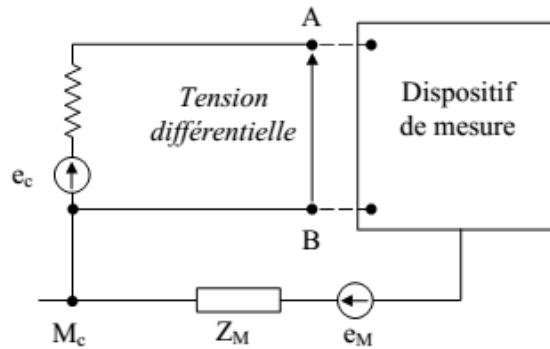 A
Tension
différentielle
Dispositif
de mesure
e_c
B
M_c
Z_M
e_M